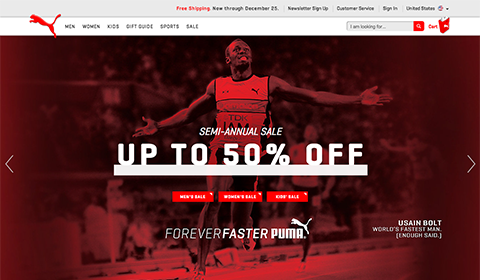 Free Shipping. Now through December 25.
Newsletter Sign Up
Customer Service
Sign In
United States
MEN WOMEN KIDS GIFT GUIDE SPORTS SALE
I am looking for...
Cart
SEMI-ANNUAL SALE
UP TO 50% OFF
MEN'S SALE
WOMEN'S SALE
KIDS' SALE
FOREVER FASTER PUMA
USAIN BOLT
WORLD'S FASTEST MAN.
[ENOUGH SAID.]